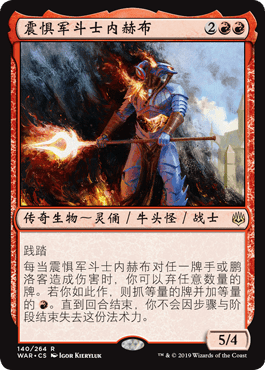 震惧军斗士内赫布 2
传奇生物～灵俑／牛头怪／战士
践踏
每当震惧军斗士内赫布对任一牌手或鹏
洛客造成伤害时，你可以弃任意数量的
牌。若你如此作，则抓等量的牌并加等量
的。直到回合结束，你不会因步骤与阶
段结束失去这份法术力。
5/4
140/264 R
WAR • CS IGOR KIERYLUK
™ & © 2019 Wizards of the Coast